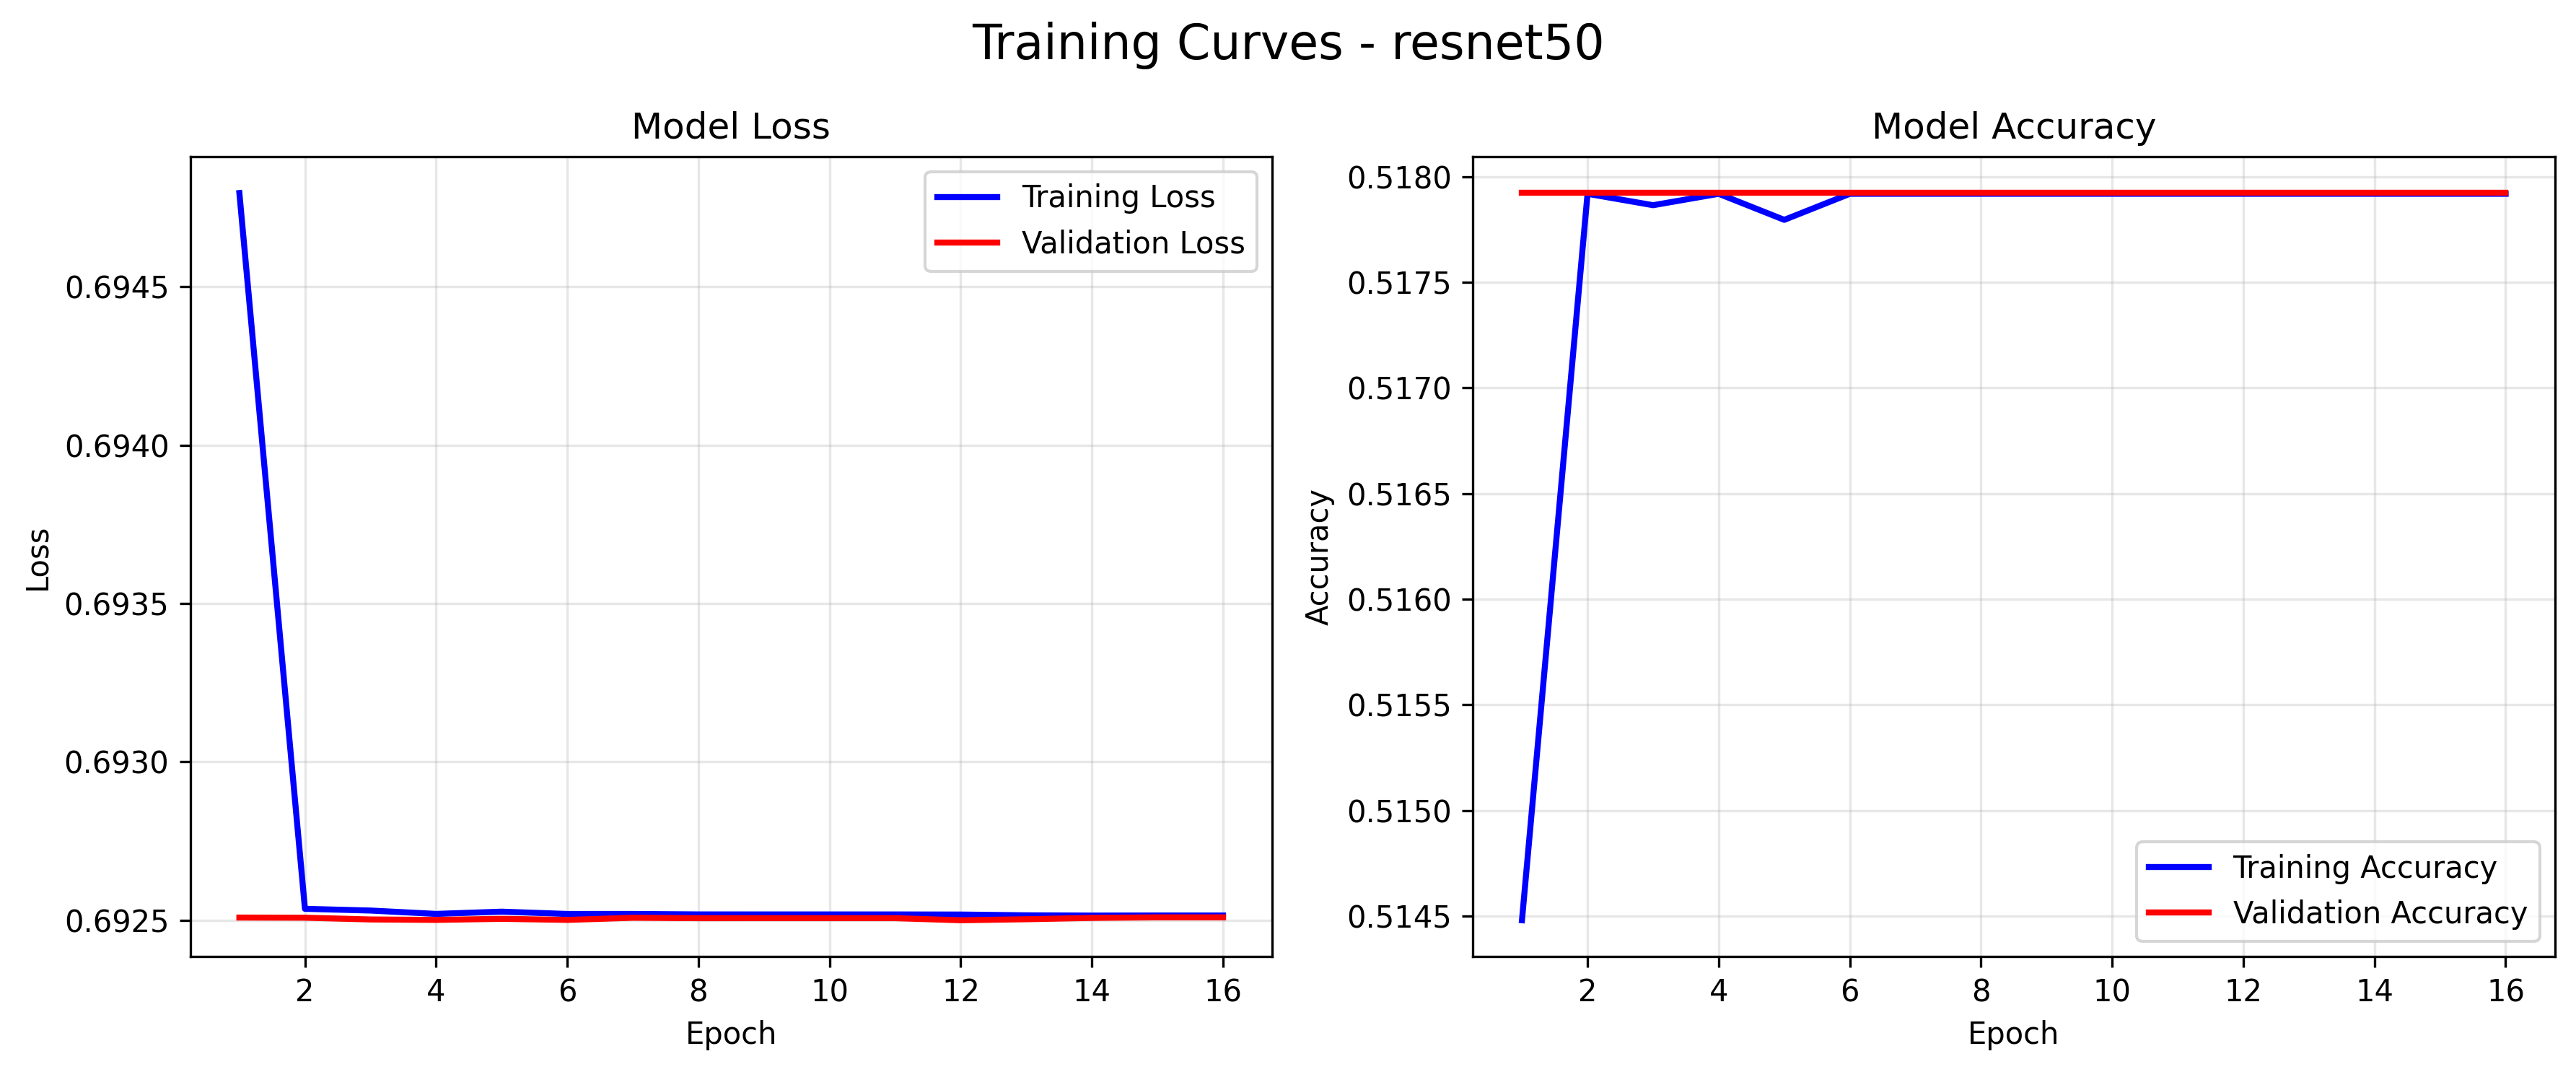 Training Curves - resnet50
Model Loss
Training Loss
Validation Loss
0.6945
0.6940
0.6935
0.6930
0.6925
Loss
2 4 6 8 10 12 14 16
Epoch
Model Accuracy
0.5180
0.5175
0.5170
0.5165
0.5160
0.5155
0.5150
0.5145
Accuracy
Training Accuracy
Validation Accuracy
2 4 6 8 10 12 14 16
Epoch